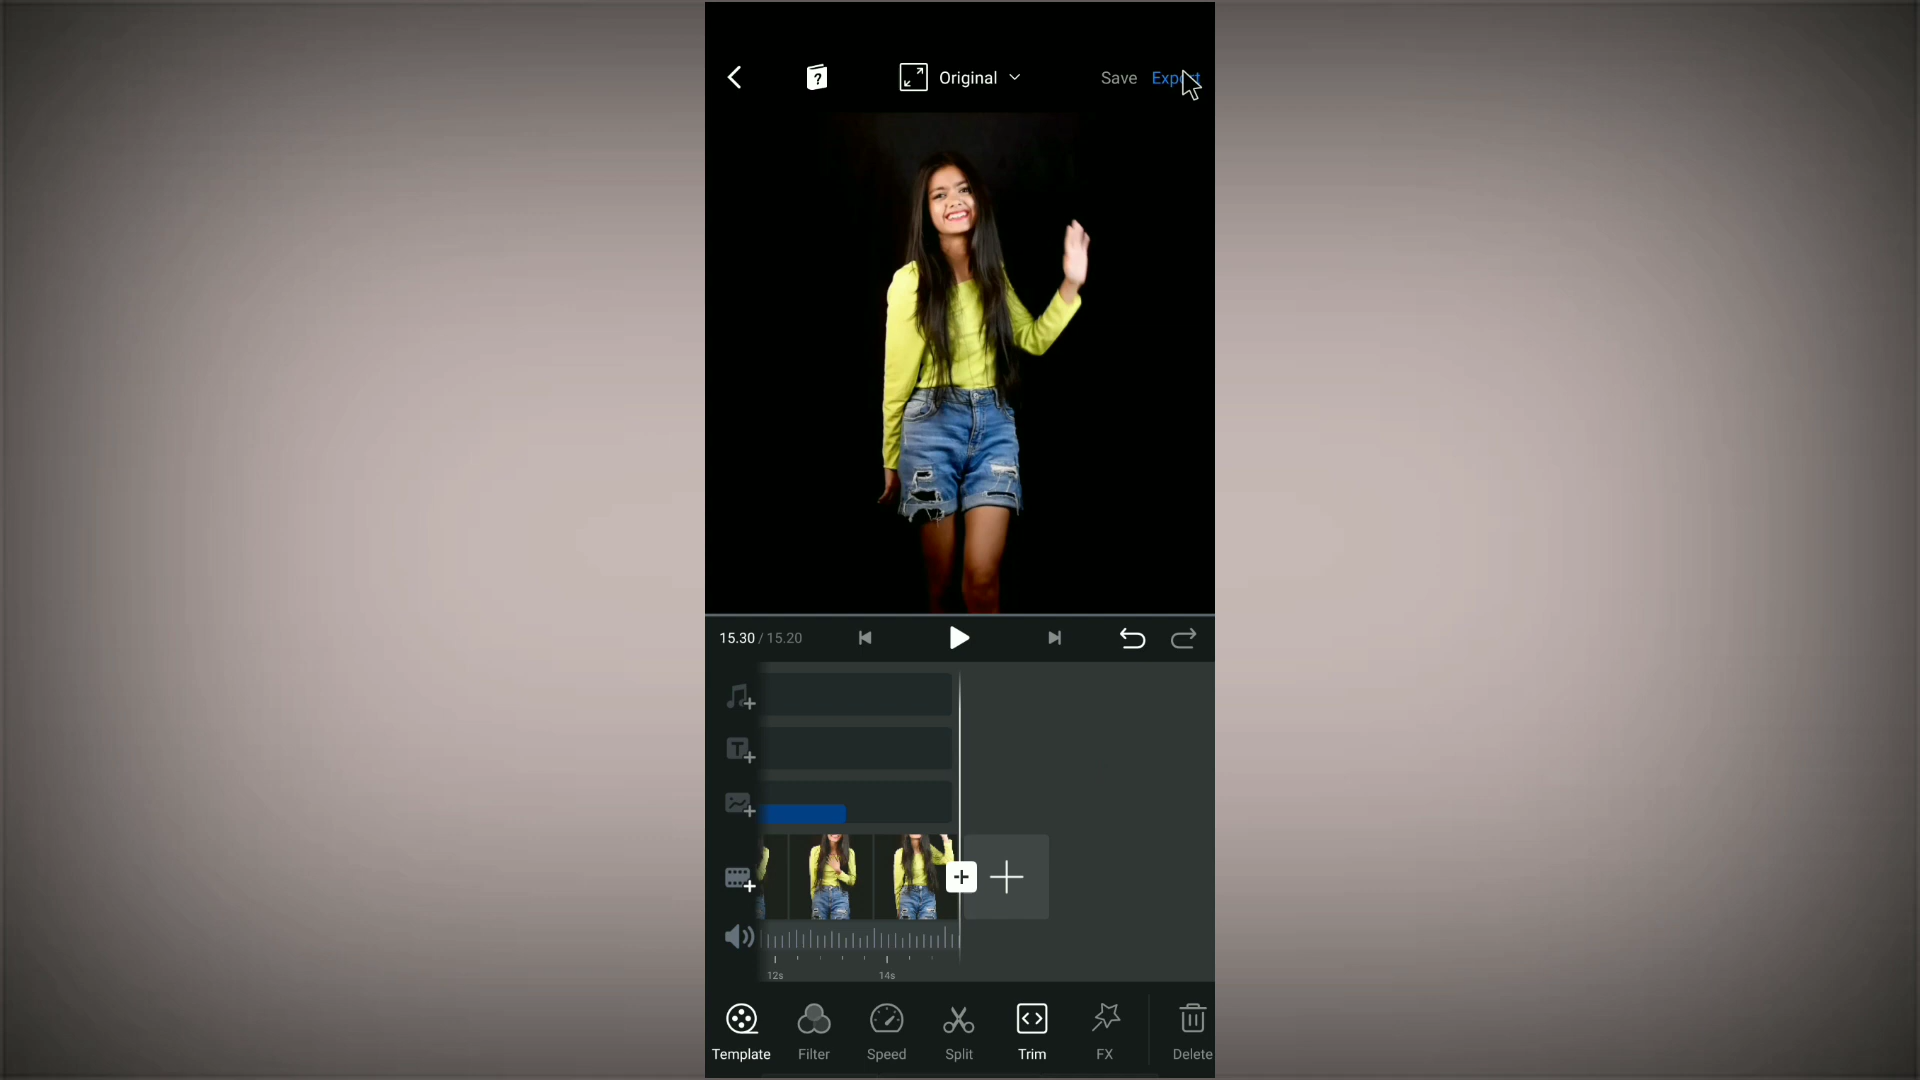 ? Original Save Export
15.30 / 15.20
T
12s 14s
Template Filter Speed Split Trim FX Delete